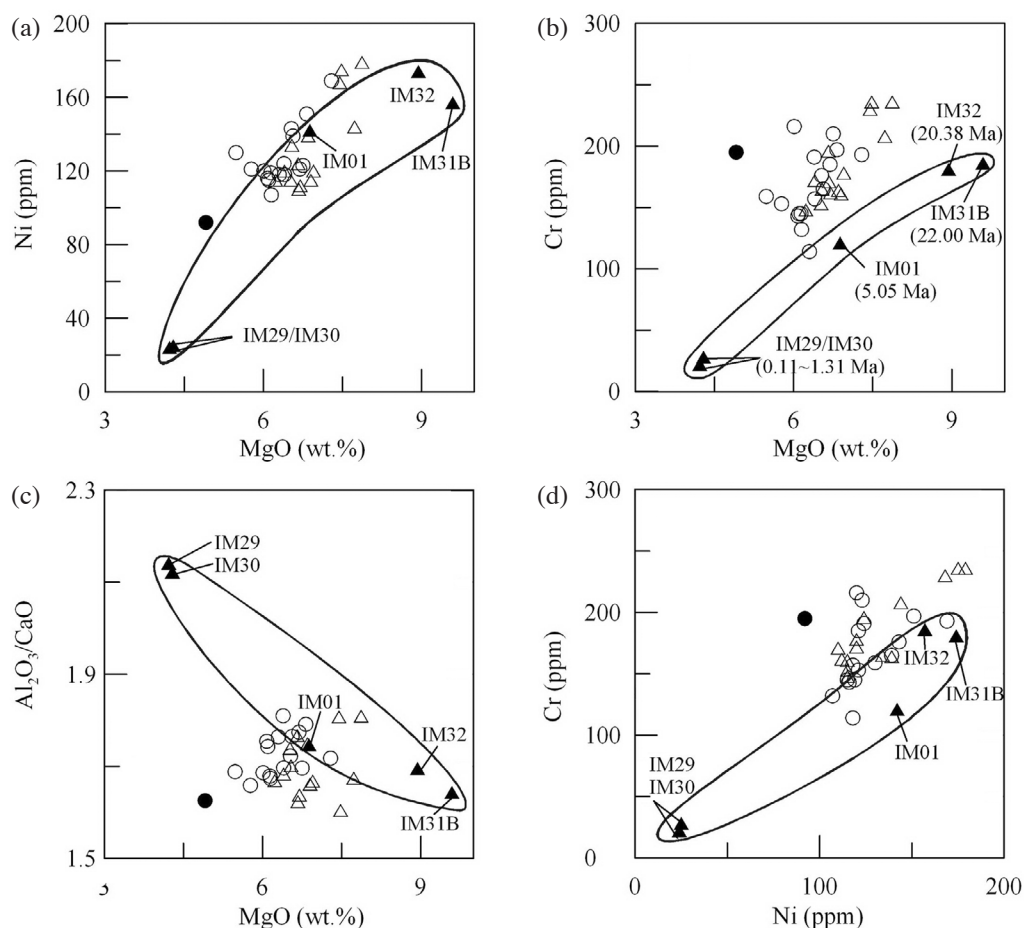 (a)
200
160
120
80
40
0
Ni (ppm)
IM32
IM01
IM31B
IM29/IM30
3
6
9
MgO (wt.%)
(b)
300
200
100
0
Cr (ppm)
IM32
(20.38 Ma)
IM31B
(22.00 Ma)
IM01
(5.05 Ma)
IM29/IM30
(0.11~1.31 Ma)
3
6
9
MgO (wt.%)
(c)
2.3
1.9
1.5
Al₂O₃/CaO
IM29
IM30
IM01
IM32
IM31B
6
9
MgO (wt.%)
(d)
300
200
100
0
Cr (ppm)
IM32
IM31B
IM01
IM29
IM30
0
100
200
Ni (ppm)